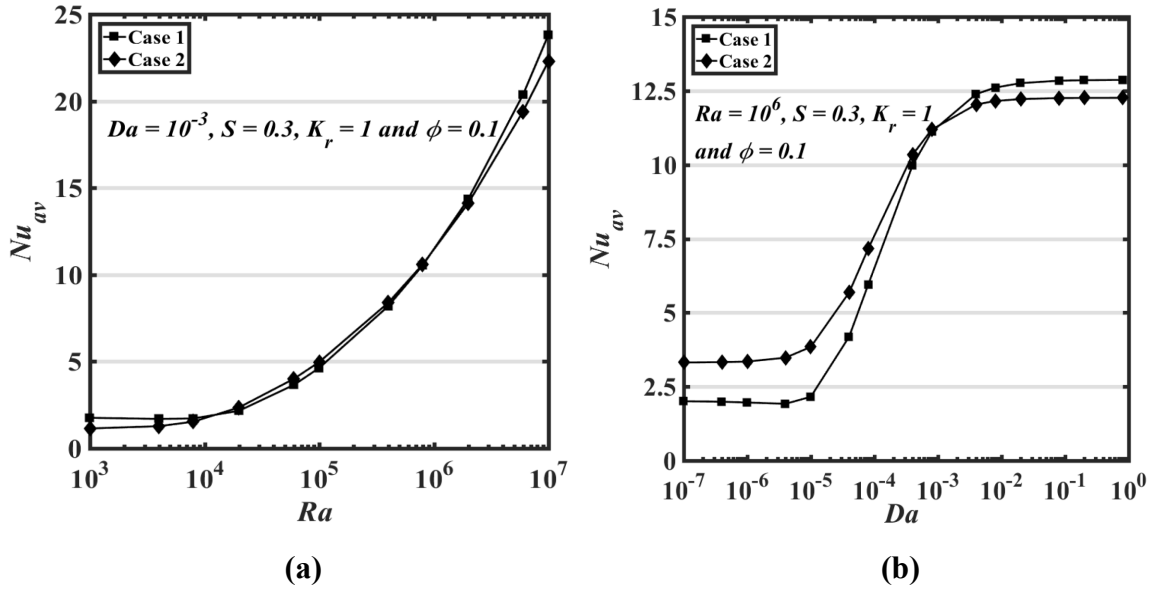 Case 1
Case 2
Da = 10^-3, S = 0.3, K_r = 1 and ϕ = 0.1
25
20
15
10
5
0
10^3
10^4
10^5
10^6
10^7
Nu_av
Ra
(a)
Case 1
Case 2
Ra = 10^6, S = 0.3, K_r = 1
and ϕ = 0.1
15
12.5
10
7.5
5
2.5
0
10^-7
10^-6
10^-5
10^-4
10^-3
10^-2
10^-1
10^0
Nu_av
Da
(b)